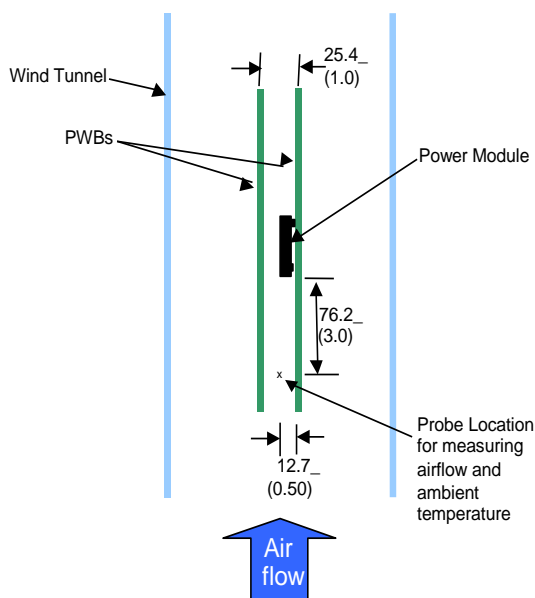 25.4_
(1.0)
Wind Tunnel
PWBs
Power Module
76.2_
(3.0)
x
Probe Location
for measuring
airflow and
ambient
temperature
12.7_
(0.50)
Air
flow